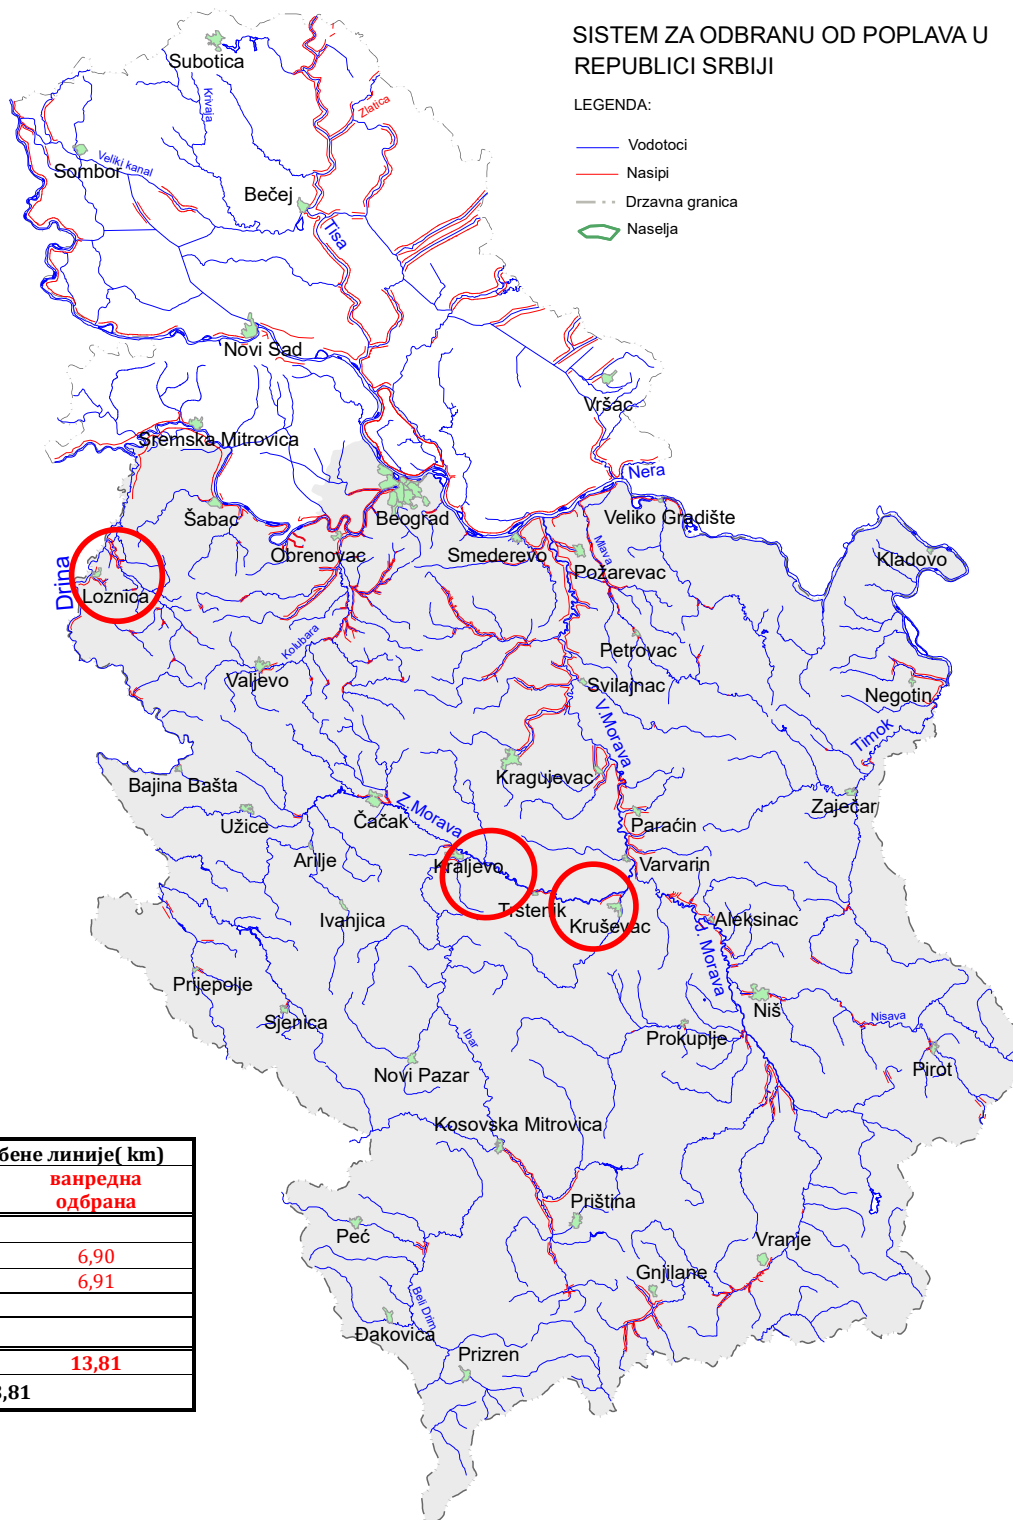 SISTEM ZA ODBRANU OD POPLAVA U
REPUBLICI SRBIJI
LEGENDA:
Vodotoci
Nasipi
Drzavna granica
Naselja
Subotica
Krivaja
Zlatica
Sombor
Veliki kanal
Bečej
Tisa
Novi Sad
Vršac
Sremska Mitrovica
Nera
Šabac
Beograd
Veliko Gradište
Obrenovac
Smederevo
Mlava
Požarevac
Kladovo
Drina
Loznica
Kolubara
Petrovac
Valjevo
Svilajnac
Negotin
V.Morava
Timok
Bajina Bašta
Kragujevac
Zaječar
Užice
Čačak
Z.Morava
Paraćin
Arilje
Kraljevo
Varvarin
Ivanjica
Trstenik
Kruševac
Aleksinac
J. Morava
Prijepolje
Sjenica
Niš
Nisava
Ibar
Prokuplje
Pirot
Novi Pazar
Kosovska Mitrovica
Priština
Peć
Vranje
Gnjilane
Beli Drim
Đakovica
Prizren
бене линије( km)
ванредна
одбрана
6,90
6,91
13,81
,81